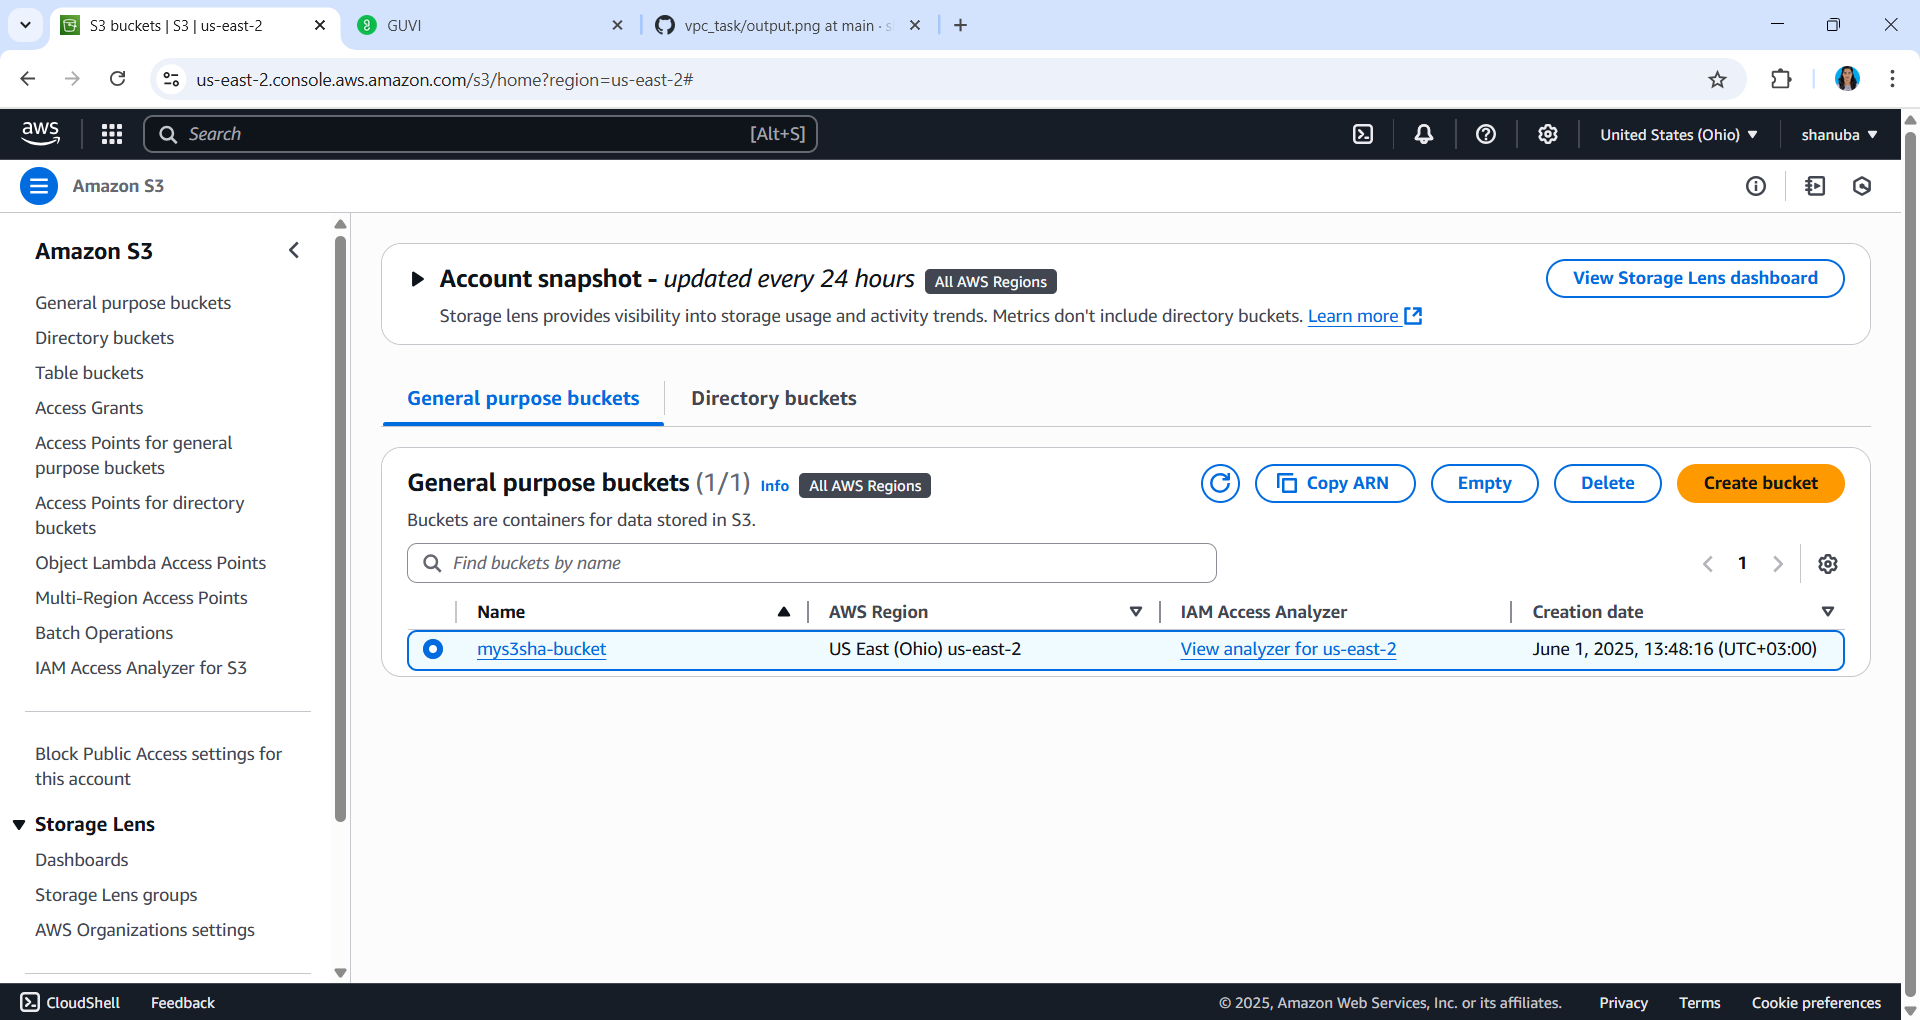 S3 buckets | S3 | us-east-2
GUVI
vpc_task/output.png at main · s
us-east-2.console.aws.amazon.com/s3/home?region=us-east-2#
aws
Search
[Alt+S]
United States (Ohio)
shanuba
Amazon S3
Amazon S3
General purpose buckets
Directory buckets
Table buckets
Access Grants
Access Points for general
purpose buckets
Access Points for directory
buckets
Object Lambda Access Points
Multi-Region Access Points
Batch Operations
IAM Access Analyzer for S3
Block Public Access settings for
this account
Storage Lens
Dashboards
Storage Lens groups
AWS Organizations settings
Account snapshot - updated every 24 hours All AWS Regions
View Storage Lens dashboard
Storage lens provides visibility into storage usage and activity trends. Metrics don't include directory buckets. Learn more
General purpose buckets
Directory buckets
General purpose buckets (1/1) Info All AWS Regions
Copy ARN
Empty
Delete
Create bucket
Buckets are containers for data stored in S3.
Find buckets by name
1
Name
AWS Region
IAM Access Analyzer
Creation date
mys3sha-bucket
US East (Ohio) us-east-2
View analyzer for us-east-2
June 1, 2025, 13:48:16 (UTC+03:00)
CloudShell
Feedback
© 2025, Amazon Web Services, Inc. or its affiliates.
Privacy
Terms
Cookie preferences